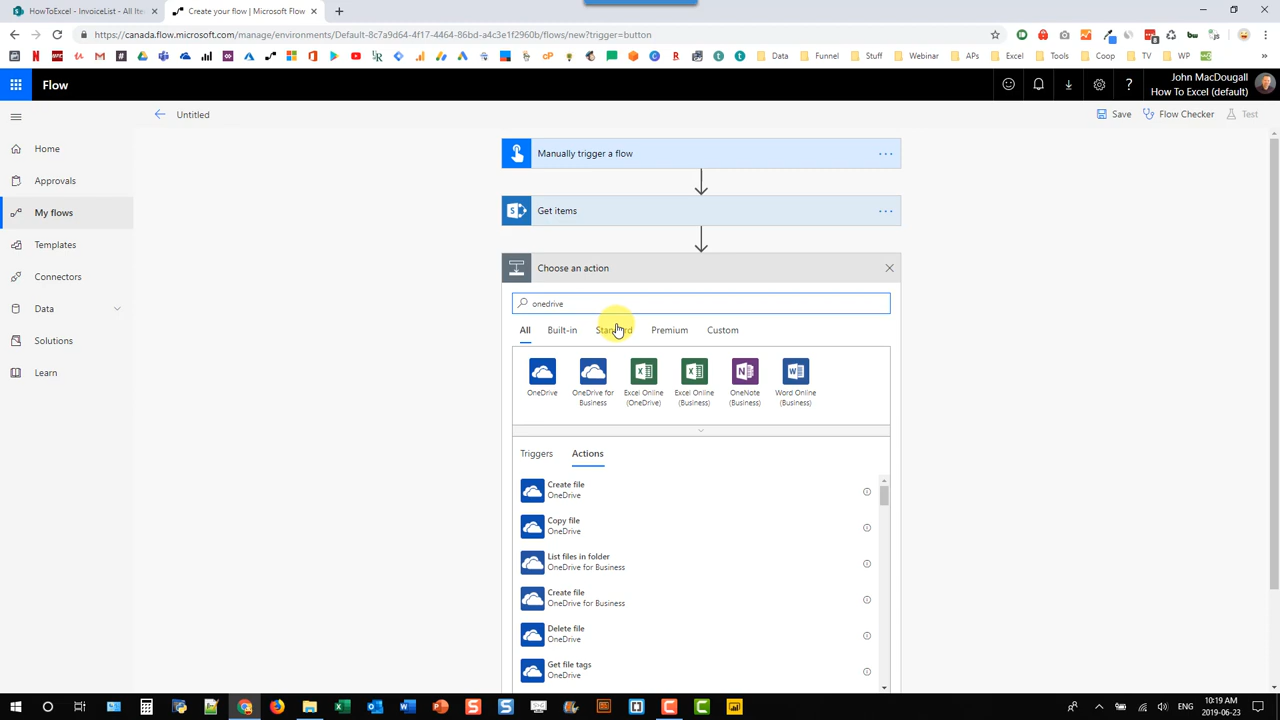 HowToExcel - InvoiceList - All Ite
Create your flow | Microsoft Flow
https://canada.flow.microsoft.com/manage/environments/Default-8c7a9d64-4f17-4464-86bd-a4c3e1f2960b/flows/new?trigger=button
Data
Funnel
Stuff
Webinar
APs
Excel
Tools
Coop
TV
WP
Flow
John MacDougall
How To Excel (default)
Untitled
Save
Flow Checker
Test
Home
Approvals
My flows
Templates
Connectors
Data
Solutions
Learn
Manually trigger a flow
Get items
Choose an action
onedrive
All
Built-in
Standard
Premium
Custom
OneDrive
OneDrive for
Business
Excel Online
(OneDrive)
Excel Online
(Business)
OneNote
(Business)
Word Online
(Business)
Triggers
Actions
Create file
OneDrive
Copy file
OneDrive
List files in folder
OneDrive for Business
Create file
OneDrive for Business
Delete file
OneDrive
Get file tags
OneDrive
ENG
10:19 AM
2019-06-23